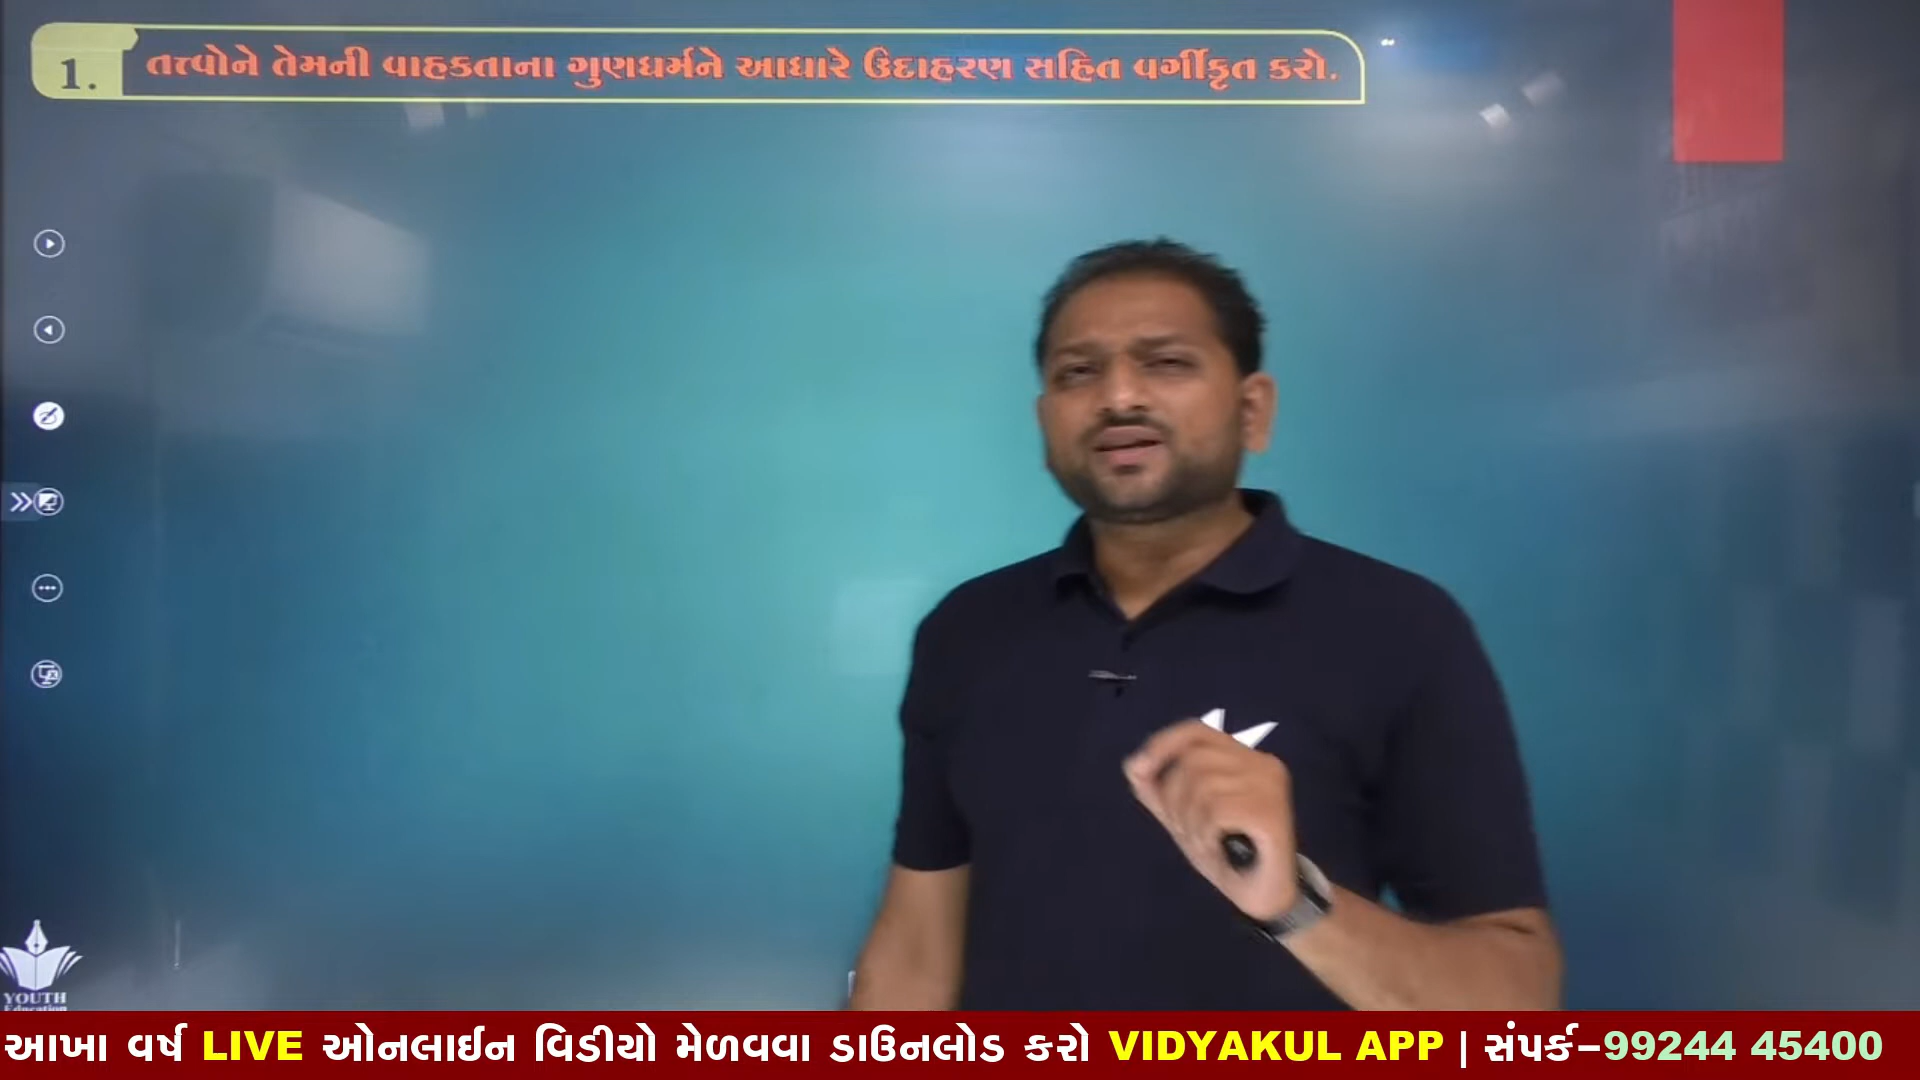 1. તત્ત્વોને તેમની વાહકતાના ગુણધર્મને આધારે ઉદાહરણ સહિત વર્ગીકૃત કરો.
YOUTH
Education
આખા વર્ષ LIVE ઓનલાઈન વિડીયો મેળવવા ડાઉનલોડ કરો VIDYAKUL APP | સંપર્ક-99244 45400